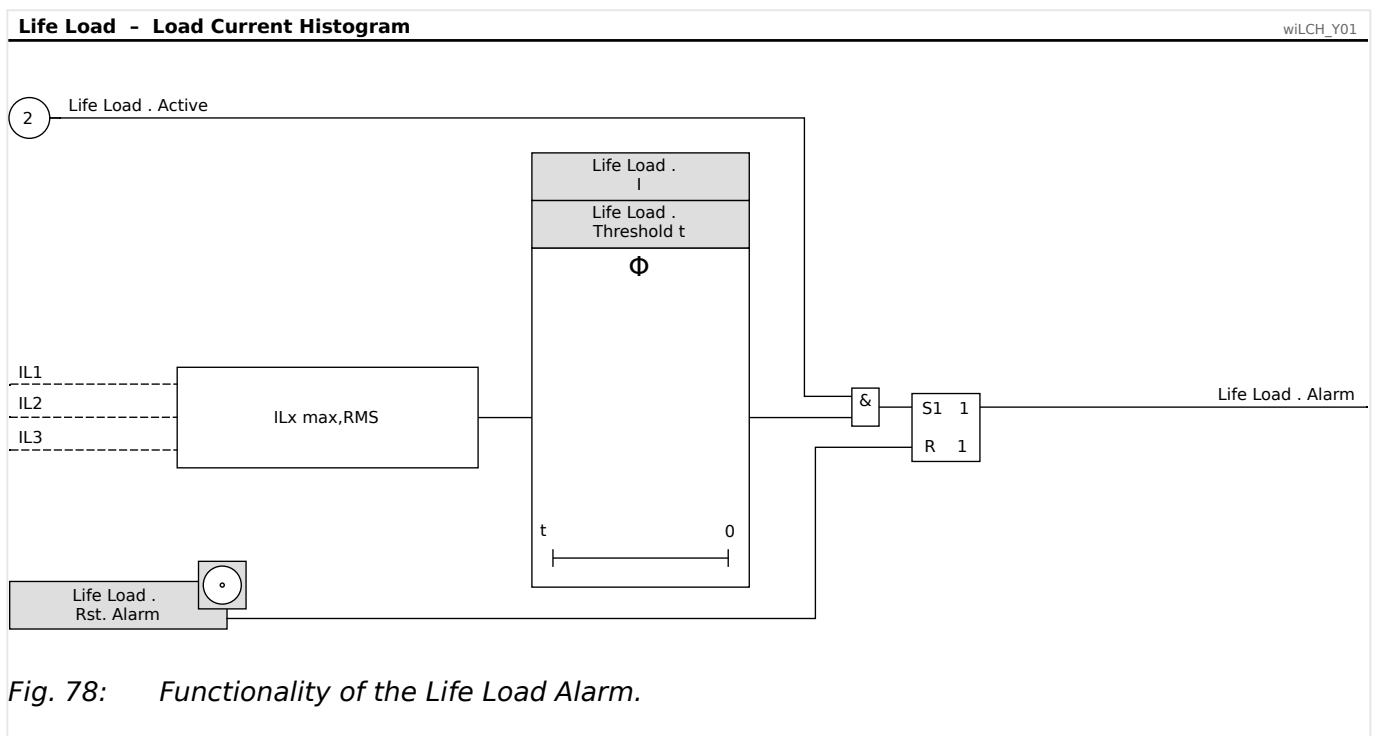 Life Load – Load Current Histogram
wiLCH_Y01
2
Life Load . Active
Life Load .
I
Life Load .
Threshold t
Φ
IL1
IL2
IL3
ILx max,RMS
&
S1 1
R 1
Life Load . Alarm
t 0
Life Load .
Rst. Alarm
Fig. 78: Functionality of the Life Load Alarm.